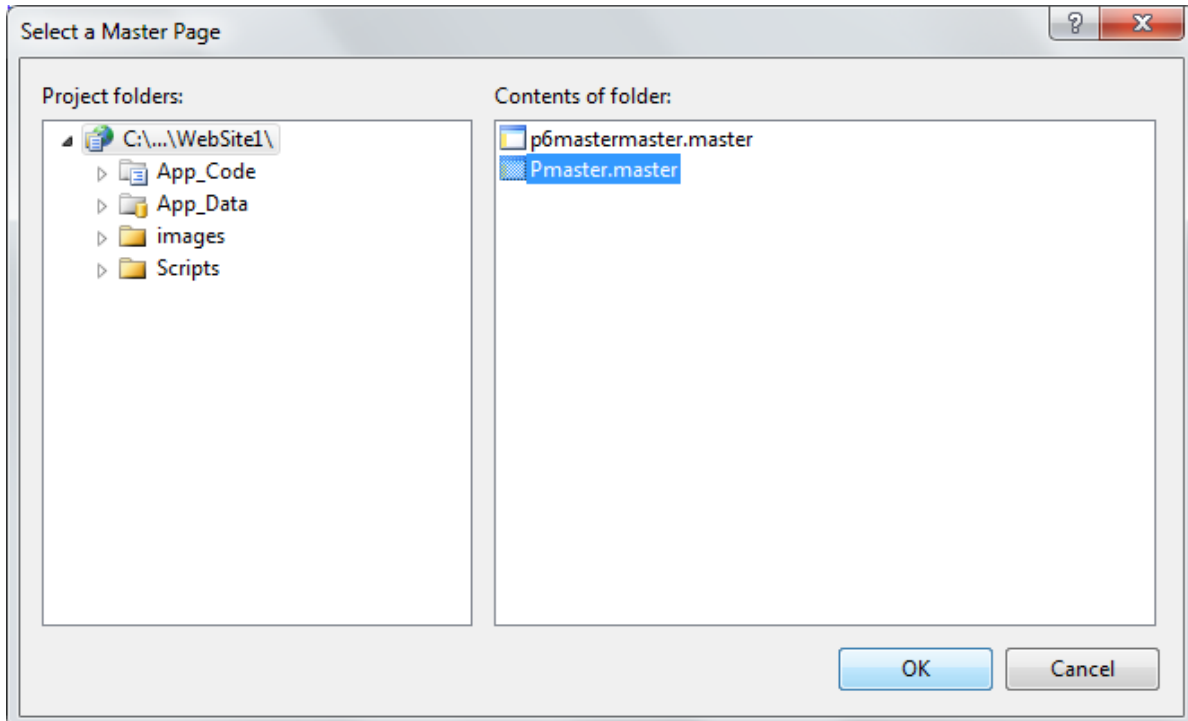 Select a Master Page
?
X
Project folders:
C:\...\WebSite1\
App_Code
App_Data
images
Scripts
Contents of folder:
p6mastermaster.master
Pmaster.master
OK
Cancel